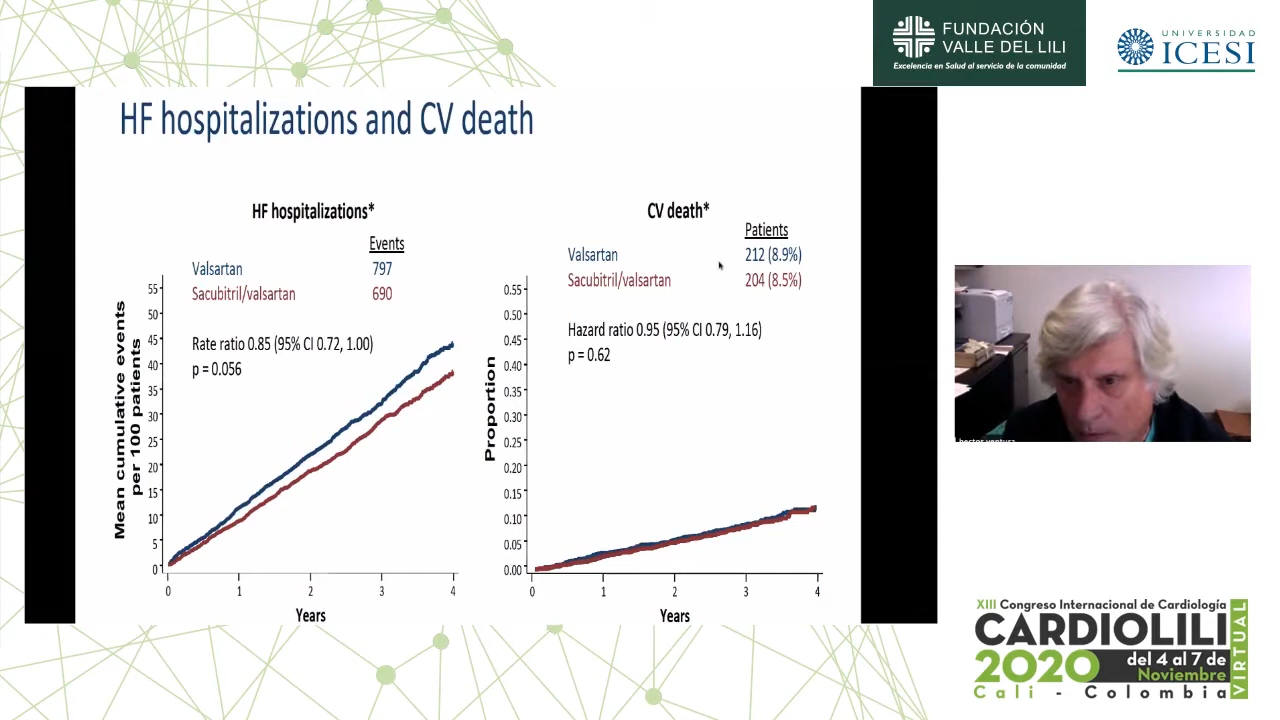 FUNDACIÓN
VALLE DEL LILI
Excelencia en Salud al servicio de la comunidad
UNIVERSIDAD
ICESI
HF hospitalizations and CV death
HF hospitalizations*
Events
Valsartan 797
Sacubitril/valsartan 690
Rate ratio 0.85 (95% CI 0.72, 1.00)
p = 0.056
Mean cumulative events
per 100 patients
55
50
45
40
35
30
25
20
15
10
5
0
0 1 2 3 4
Years
CV death*
Patients
Valsartan 212 (8.9%)
Sacubitril/valsartan 204 (8.5%)
Hazard ratio 0.95 (95% CI 0.79, 1.16)
p = 0.62
Proportion
0.55
0.50
0.45
0.40
0.35
0.30
0.25
0.20
0.15
0.10
0.05
0.00
0 1 2 3 4
Years
hector ventura
XIII Congreso Internacional de Cardiología
CARDIOLILI
2020 del 4 al 7 de
Noviembre
Cali - Colombia
VIRTUAL